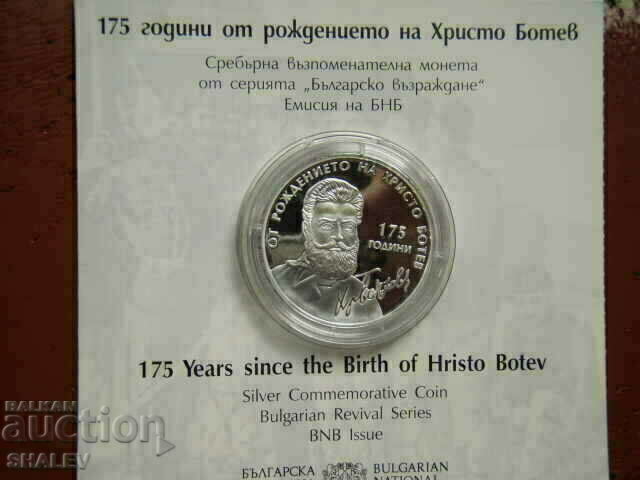 175 години от рождението на Христо Ботев
Сребърна възпоменателна монета
от серията „Българско възраждане“
Емисия на БНБ
ОТ РОЖДЕНИЕТО НА ХРИСТО БОТЕВ
175
ГОДИНИ
175 Years since the Birth of Hristo Botev
Silver Commemorative Coin
Bulgarian Revival Series
BNB Issue
БЪЛГАРСКА
BULGARIAN
NATIONAL
BALKAN
auction
SHALEV